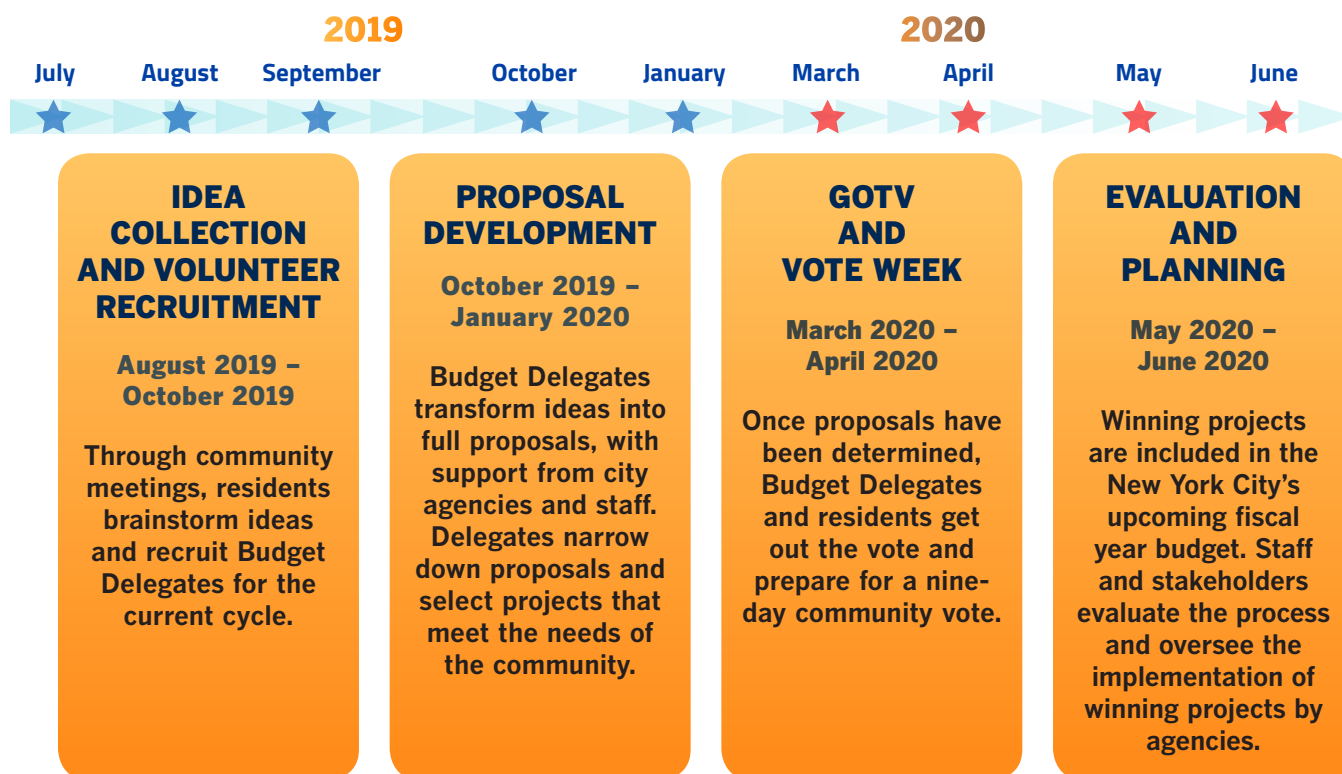 2019
2020
July
August
September
October
January
March
April
May
June
IDEA
COLLECTION
AND VOLUNTEER
RECRUITMENT
August 2019 –
October 2019
Through community
meetings, residents
brainstorm ideas
and recruit Budget
Delegates for the
current cycle.
PROPOSAL
DEVELOPMENT
October 2019 –
January 2020
Budget Delegates
transform ideas into
full proposals, with
support from city
agencies and staff.
Delegates narrow
down proposals and
select projects that
meet the needs of
the community.
GOTV
AND
VOTE WEEK
March 2020 –
April 2020
Once proposals have
been determined,
Budget Delegates
and residents get
out the vote and
prepare for a nine-
day community vote.
EVALUATION
AND
PLANNING
May 2020 –
June 2020
Winning projects
are included in the
New York City’s
upcoming fiscal
year budget. Staff
and stakeholders
evaluate the process
and oversee the
implementation of
winning projects by
agencies.